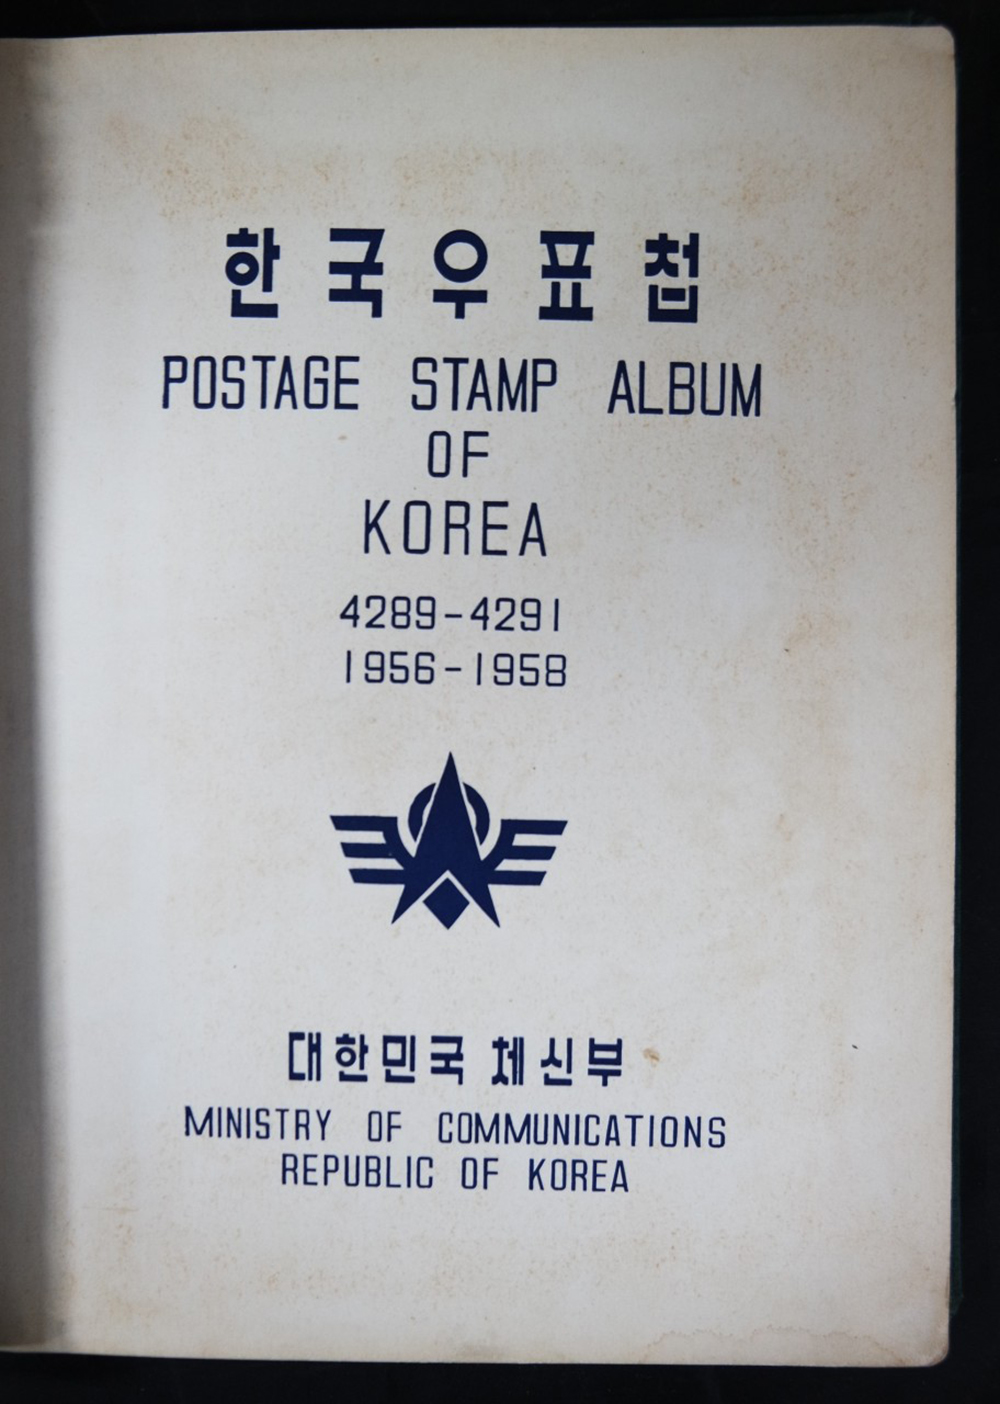 한국우표첩
POSTAGE STAMP ALBUM
OF
KOREA
4289-4291
1956-1958
대한민국 체신부
MINISTRY OF COMMUNICATIONS
REPUBLIC OF KOREA